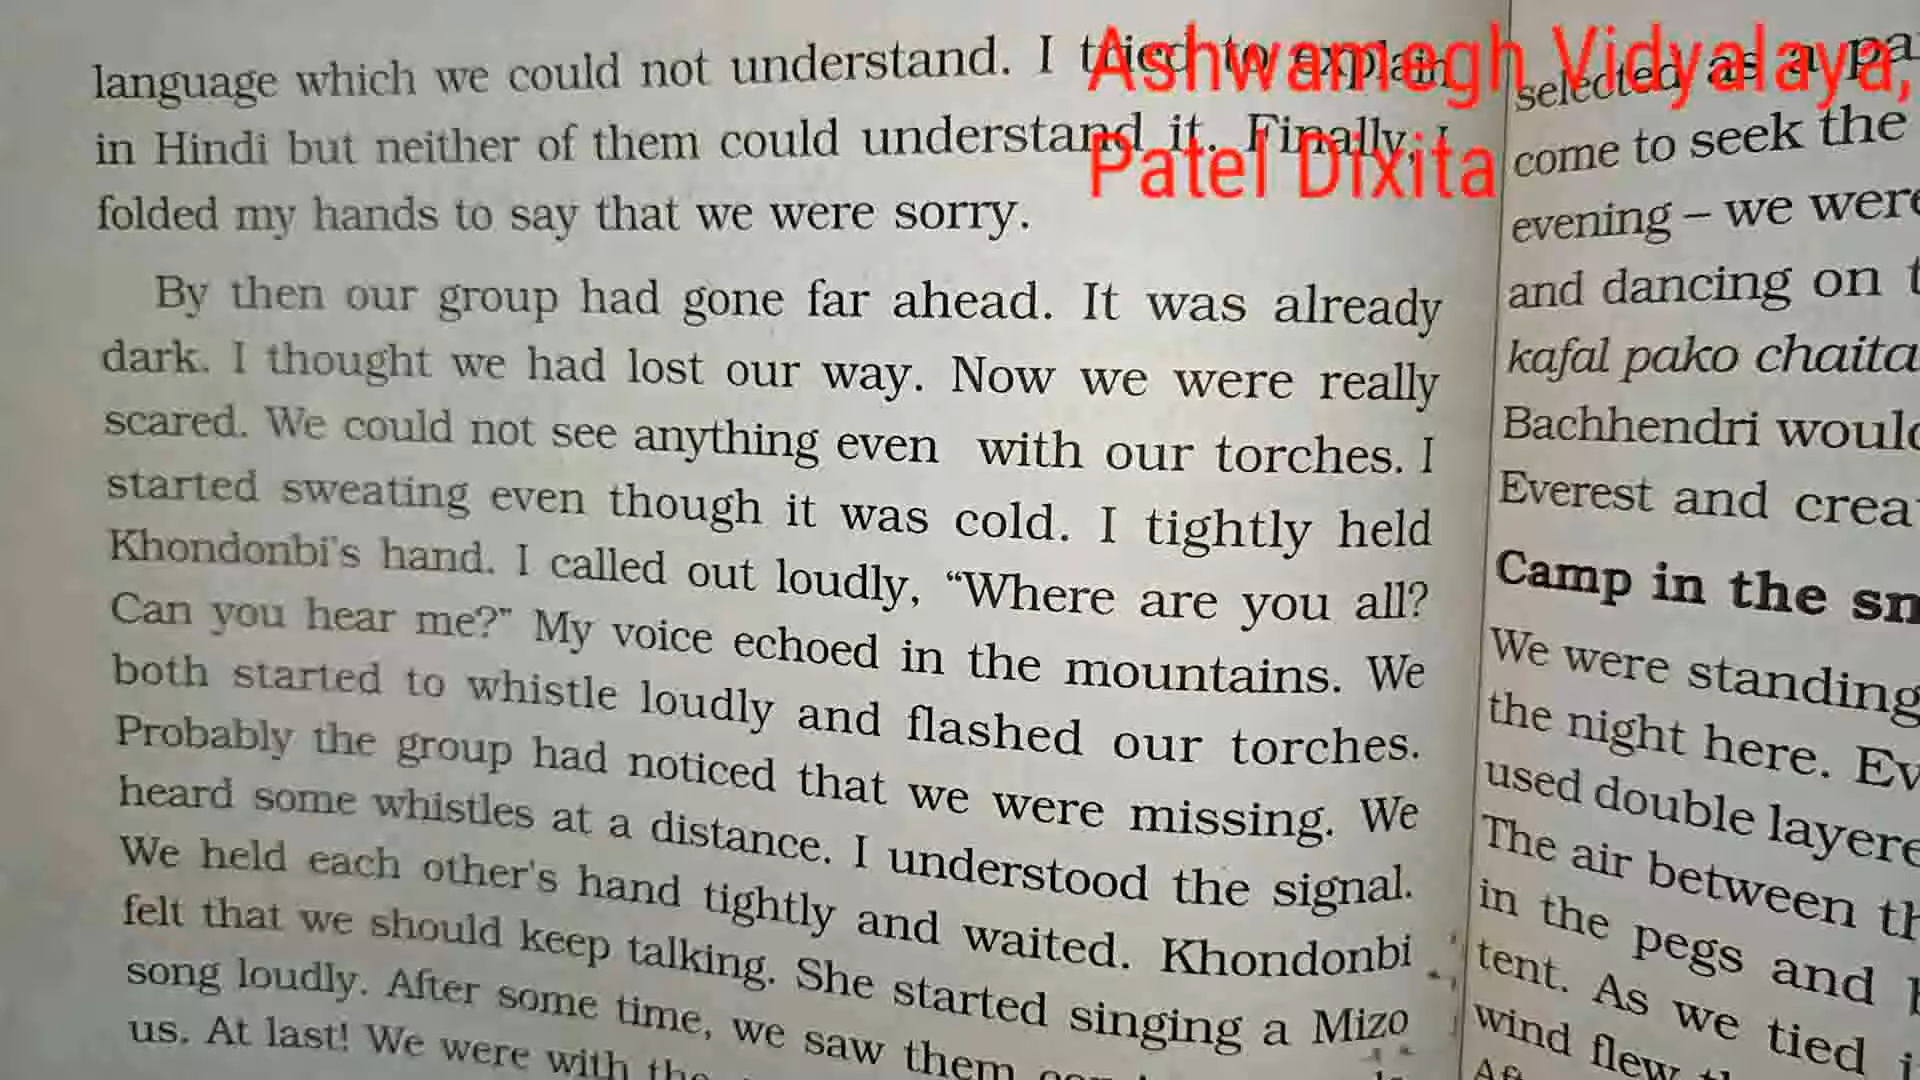 language which we could not understand. I tried to explain
in Hindi but neither of them could understand it. Finally, I
folded my hands to say that we were sorry.
By then our group had gone far ahead. It was already
dark. I thought we had lost our way. Now we were really
scared. We could not see anything even with our torches. I
started sweating even though it was cold. I tightly held
Khondonbi's hand. I called out loudly, “Where are you all?
Can you hear me?” My voice echoed in the mountains. We
both started to whistle loudly and flashed our torches.
Probably the group had noticed that we were missing. We
heard some whistles at a distance. I understood the signal.
We held each other's hand tightly and waited. Khondonbi
felt that we should keep talking. She started singing a Mizo
song loudly. After some time, we saw them
us. At last! We were with the
Ashwamegh Vidyalaya,
Patel Dixita
selected as a
come to seek the
evening – we were
and dancing on
kafal pako chaita
Bachhendri would
Everest and
Camp in the
We were standing
the night here.
used double
The air between
in the pegs and
tent. As we tied
wind flew